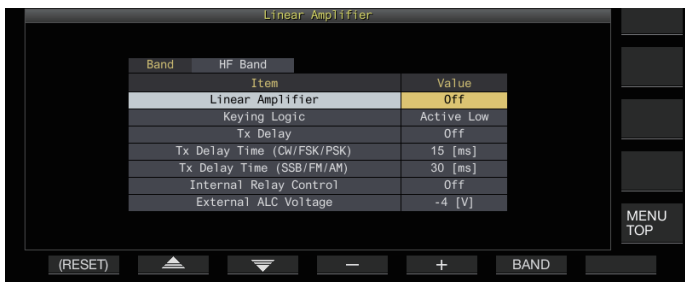 Linear Amplifier
Band HF Band
Item Value
Linear Amplifier Off
Keying Logic Active Low
Tx Delay Off
Tx Delay Time (CW/FSK/PSK) 15 [ms]
Tx Delay Time (SSB/FM/AM) 30 [ms]
Internal Relay Control Off
External ALC Voltage -4 [V]
MENU
TOP
(RESET) − + BAND